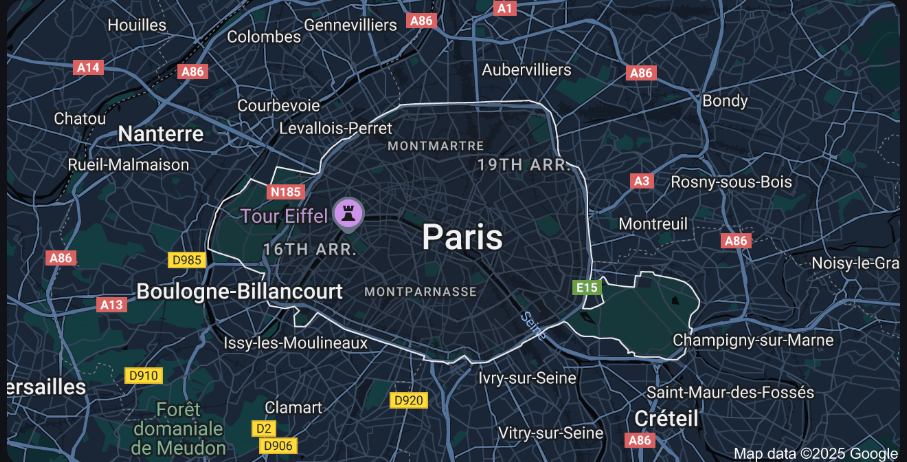 A1
Houilles
Gennevilliers
A86
Colombes
A14
A86
Aubervilliers
A86
Courbevoie
Bondy
Chatou
Nanterre
Levallois-Perret
MONTMARTRE
Rueil-Malmaison
19TH ARR.
N185
A3
Rosny-sous-Bois
Tour Eiffel
Montreuil
Paris
16TH ARR.
A86
A86
D985
Noisy-le-Gra
Boulogne-Billancourt
MONTPARNASSE
E15
A13
Seine
Issy-les-Moulineaux
Champigny-sur-Marne
D910
Ivry-sur-Seine
ersailles
Saint-Maur-des-Fossés
D920
Forêt
domaniale
de Meudon
Clamart
Créteil
D2
Vitry-sur-Seine
D906
A86
Map data ©2025 Google